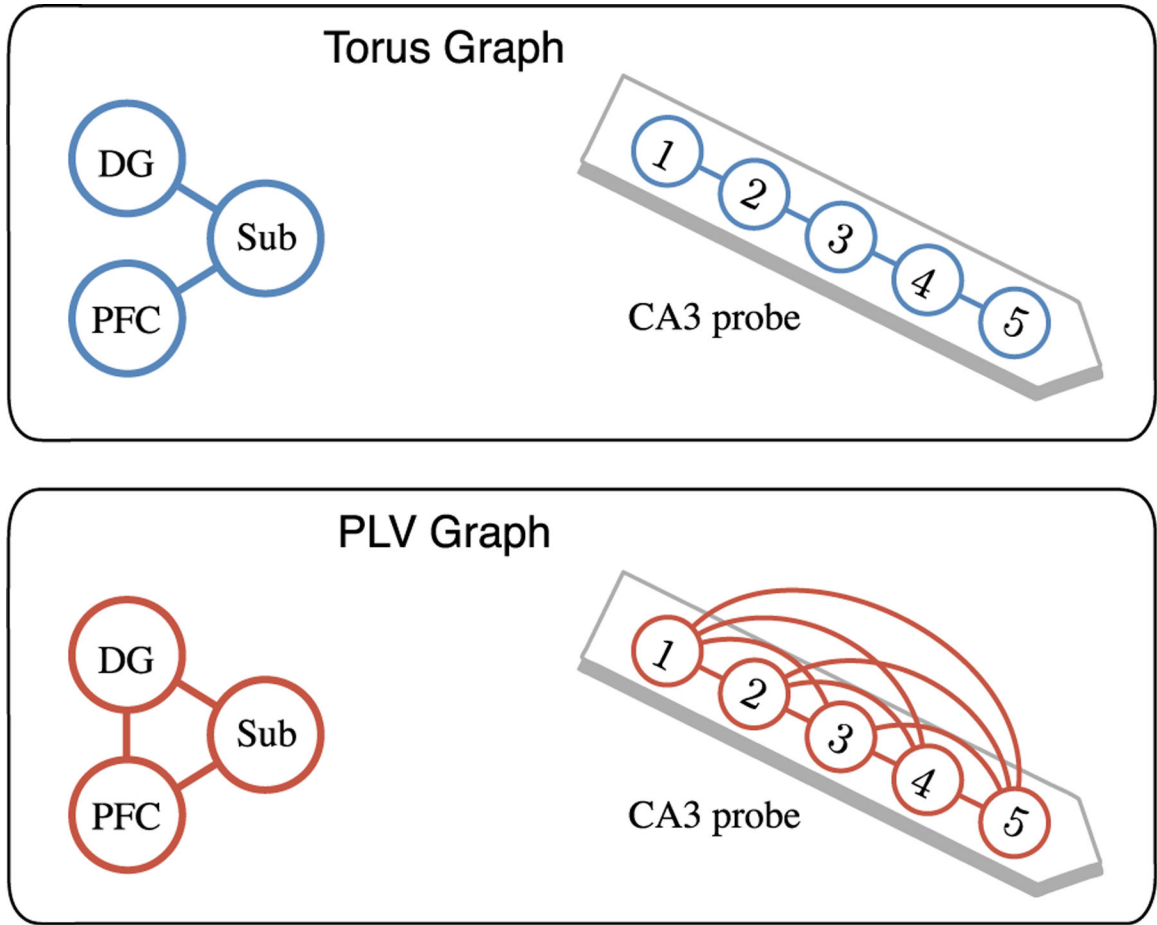 Torus Graph
DG
Sub
PFC
1
2
3
4
5
CA3 probe
PLV Graph
DG
Sub
PFC
1
2
3
4
5
CA3 probe